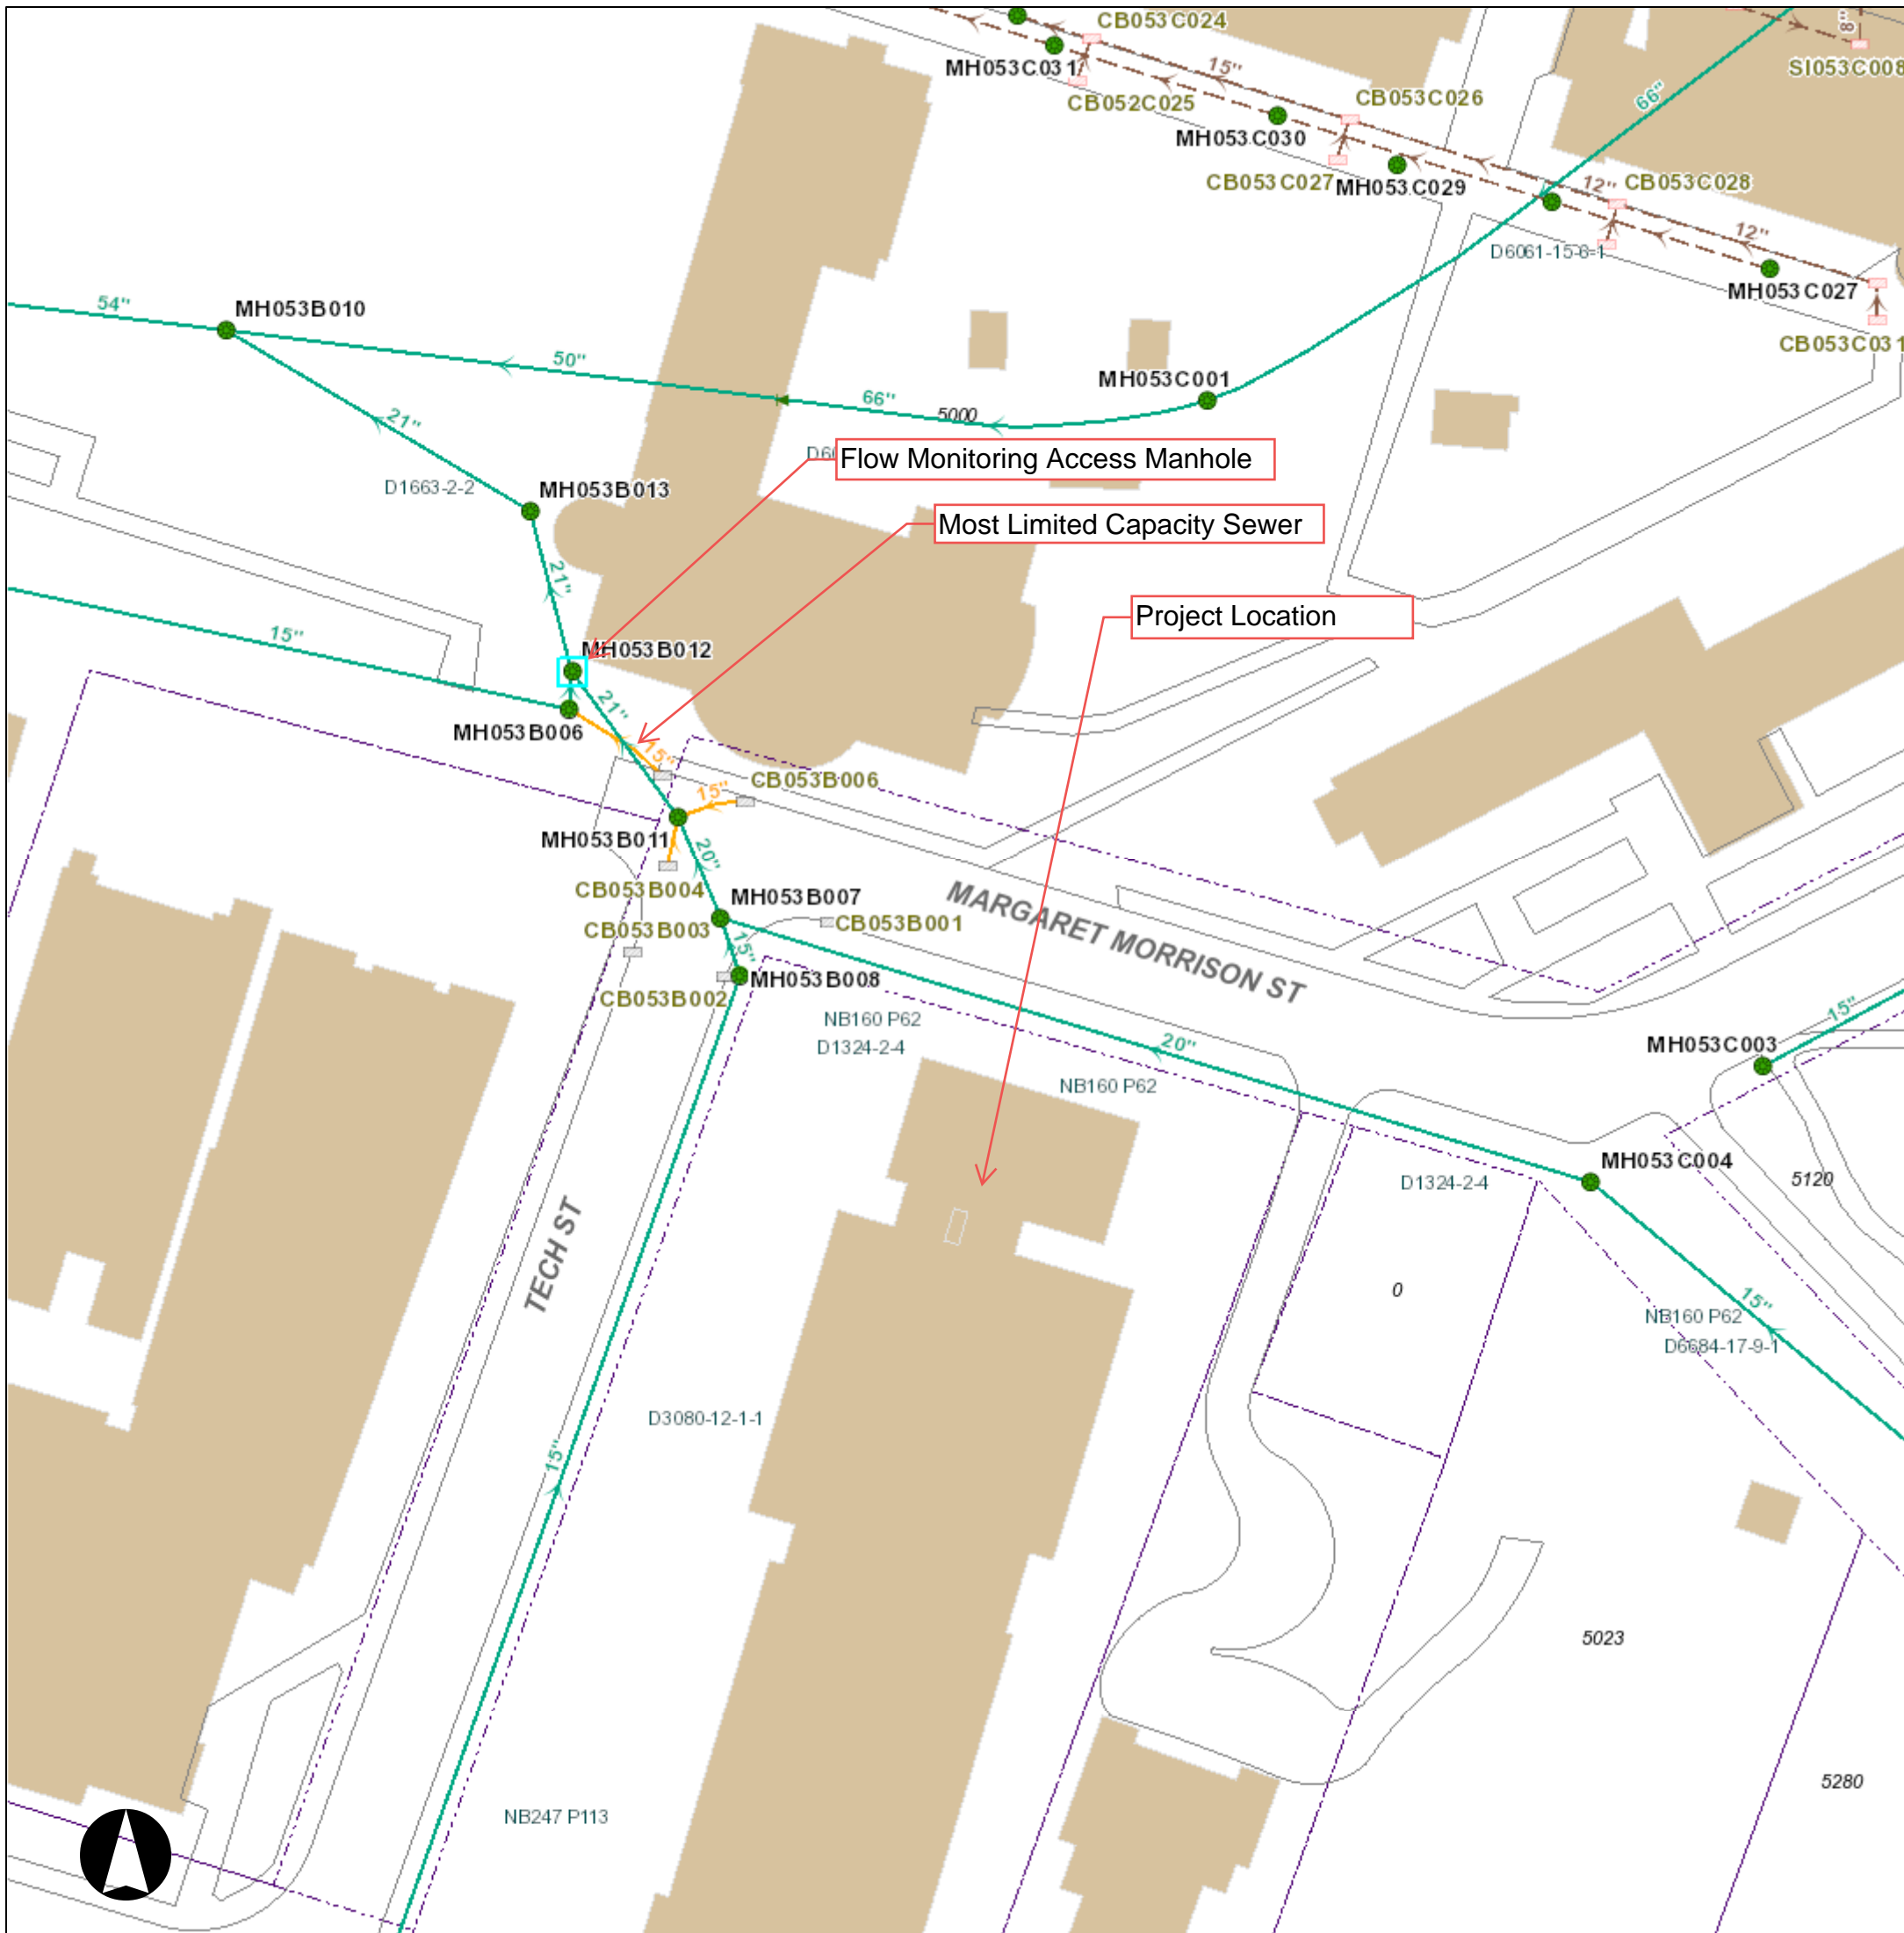 CB053C024
MH053C031
CB052C025
15"
CB053C026
MH053C030
CB053C027
MH053C029
66"
8"
SI053C008
12"
CB053C028
D6061-15-6-1
12"
MH053C027
CB053C031
54"
MH053B010
50"
66"
5000
MH053C001
21"
D1663-2-2
MH053B013
Flow Monitoring Access Manhole
Most Limited Capacity Sewer
Project Location
21"
15"
MH053B012
21"
MH053B006
15"
CB053B006
15"
MH053B011
20"
CB053B004
MH053B007
CB053B003
CB053B001
15"
MH053B008
CB053B002
MARGARET MORRISON ST
NB160 P62
D1324-2-4
20"
NB160 P62
15"
MH053C003
MH053C004
D1324-2-4
5120
TECH ST
0
15"
NB160 P62
D6684-17-9-1
D3080-12-1-1
15"
5023
5280
NB247 P113